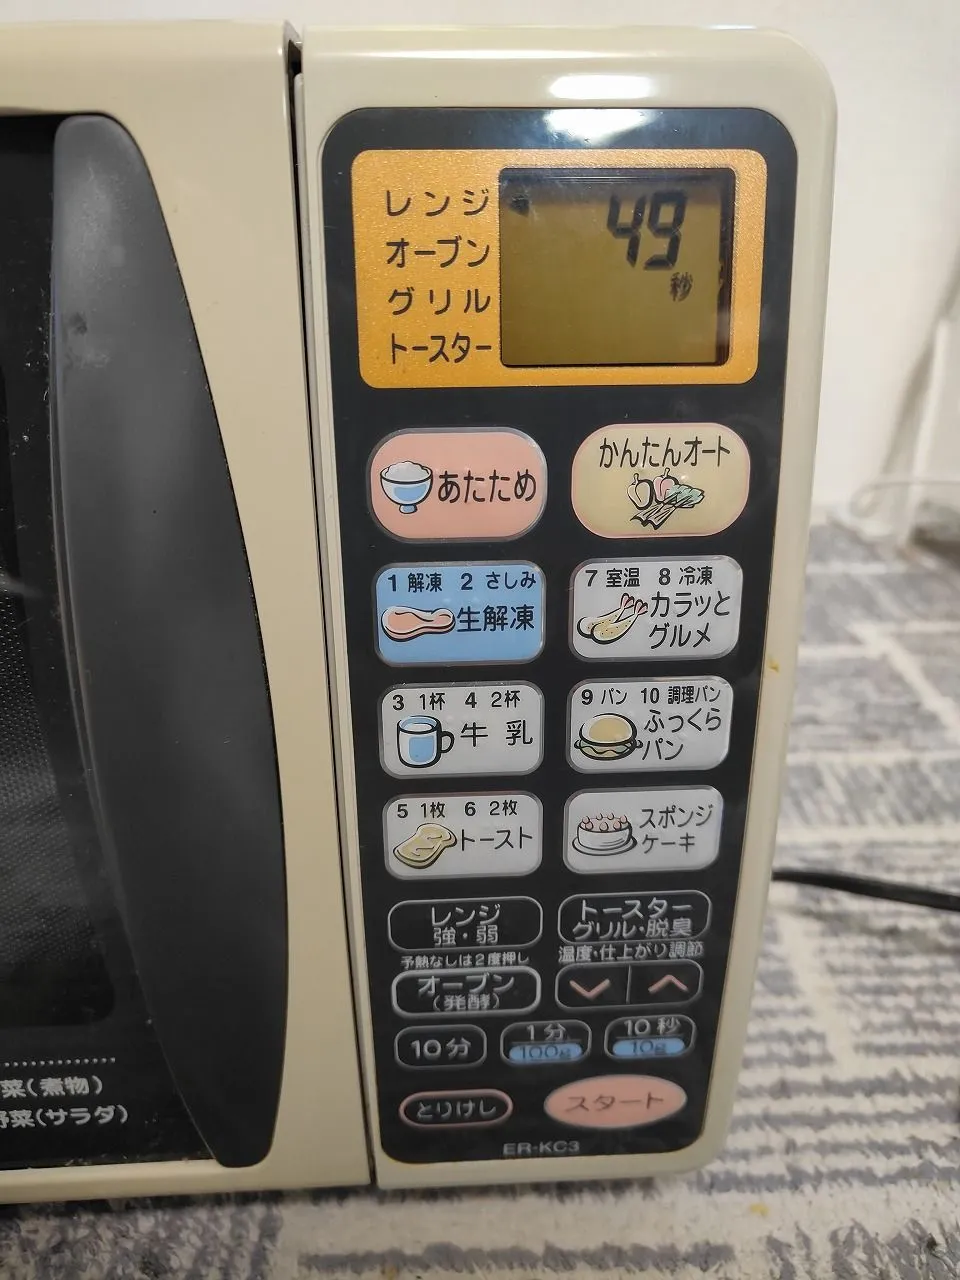 レンジ
オーブン
グリル
トースター
49
秒
あたため
かんたんオート
1 解凍 2 さしみ
生解凍
7 室温 8 冷凍
カラッと
グルメ
3 1杯 4 2杯
牛乳
9 パン 10 調理パン
ふっくら
パン
5 1枚 6 2枚
トースト
スポンジ
ケーキ
レンジ
強・弱
トースター
グリル・脱臭
予熱なしは2度押し
温度・仕上がり調節
オーブン
(発酵)
10分
1分
100g
10秒
10g
とりけし
スタート
ER-KC3
菜(煮物)
野菜(サラダ)